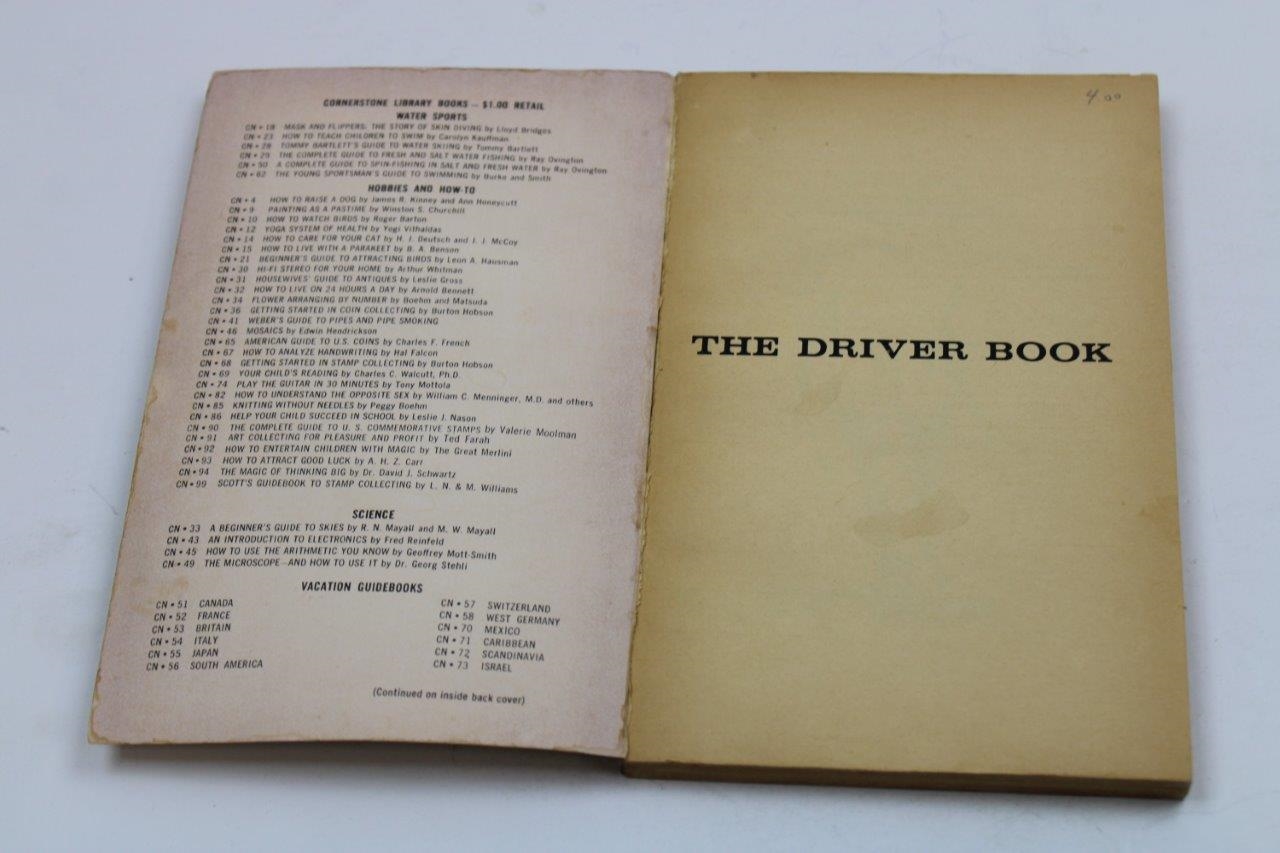 CORNERSTONE LIBRARY BOOKS — $1.00 RETAIL
WATER SPORTS
CN • 18 MASK AND FLIPPERS: THE STORY OF SKIN DIVING by Lloyd Bridges
CN • 23 HOW TO TEACH CHILDREN TO SWIM by Carolyn Kauffman
CN • 28 TOMMY BARTLETT'S GUIDE TO WATER SKIING by Tommy Bartlett
CN • 29 THE COMPLETE GUIDE TO FRESH AND SALT WATER FISHING by Ray Ovington
CN • 50 A COMPLETE GUIDE TO SPIN-FISHING IN SALT AND FRESH WATER by Ray Ovington
CN • 62 THE YOUNG SPORTSMAN'S GUIDE TO SWIMMING by Burke and Smith
HOBBIES AND HOW-TO
CN • 4 HOW TO RAISE A DOG by James R. Kinney and Ann Honeycutt
CN • 9 PAINTING AS A PASTIME by Winston S. Churchill
CN • 10 HOW TO WATCH BIRDS by Roger Barton
CN • 12 YOGA SYSTEM OF HEALTH by Yogi Vithaldas
CN • 14 HOW TO CARE FOR YOUR CAT by H. J. Deutsch and J. J. McCoy
CN • 15 HOW TO LIVE WITH A PARAKEET by B. A. Benson
CN • 21 BEGINNER'S GUIDE TO ATTRACTING BIRDS by Leon A. Hausman
CN • 30 HI-FI STEREO FOR YOUR HOME by Arthur Whitman
CN • 31 HOUSEWIVES' GUIDE TO ANTIQUES by Leslie Gross
CN • 32 HOW TO LIVE ON 24 HOURS A DAY by Arnold Bennett
CN • 34 FLOWER ARRANGING BY NUMBER by Boehm and Matsuda
CN • 36 GETTING STARTED IN COIN COLLECTING by Burton Hobson
CN • 41 WEBER'S GUIDE TO PIPES AND PIPE SMOKING
CN • 46 MOSAICS by Edwin Hendrickson
CN • 65 AMERICAN GUIDE TO U.S. COINS by Charles F. French
CN • 67 HOW TO ANALYZE HANDWRITING by Hal Falcon
CN • 68 GETTING STARTED IN STAMP COLLECTING by Burton Hobson
CN • 69 YOUR CHILD'S READING by Charles C. Walcutt, Ph.D.
CN • 74 PLAY THE GUITAR IN 30 MINUTES by Tony Mottola
CN • 82 HOW TO UNDERSTAND THE OPPOSITE SEX by William C. Menninger, M.D. and others
CN • 85 KNITTING WITHOUT NEEDLES by Peggy Boehm
CN • 86 HELP YOUR CHILD SUCCEED IN SCHOOL by Leslie J. Nason
CN • 90 THE COMPLETE GUIDE TO U. S. COMMEMORATIVE STAMPS by Valerie Moolman
CN • 91 ART COLLECTING FOR PLEASURE AND PROFIT by Ted Farah
CN • 92 HOW TO ENTERTAIN CHILDREN WITH MAGIC by The Great Merlini
CN • 93 HOW TO ATTRACT GOOD LUCK by A. H. Z. Carr
CN • 94 THE MAGIC OF THINKING BIG by Dr. David J. Schwartz
CN • 99 SCOTT'S GUIDEBOOK TO STAMP COLLECTING by L. N. & M. Williams
SCIENCE
CN • 33 A BEGINNER'S GUIDE TO SKIES by R. N. Mayall and M. W. Mayall
CN • 43 AN INTRODUCTION TO ELECTRONICS by Fred Reinfeld
CN • 45 HOW TO USE THE ARITHMETIC YOU KNOW by Geoffrey Mott-Smith
CN • 49 THE MICROSCOPE—AND HOW TO USE IT by Dr. Georg Stehli
VACATION GUIDEBOOKS
CN • 51 CANADA
CN • 52 FRANCE
CN • 53 BRITAIN
CN • 54 ITALY
CN • 55 JAPAN
CN • 56 SOUTH AMERICA
CN • 57 SWITZERLAND
CN • 58 WEST GERMANY
CN • 70 MEXICO
CN • 71 CARIBBEAN
CN • 72 SCANDINAVIA
CN • 73 ISRAEL
(Continued on inside back cover)
4.00
THE DRIVER BOOK